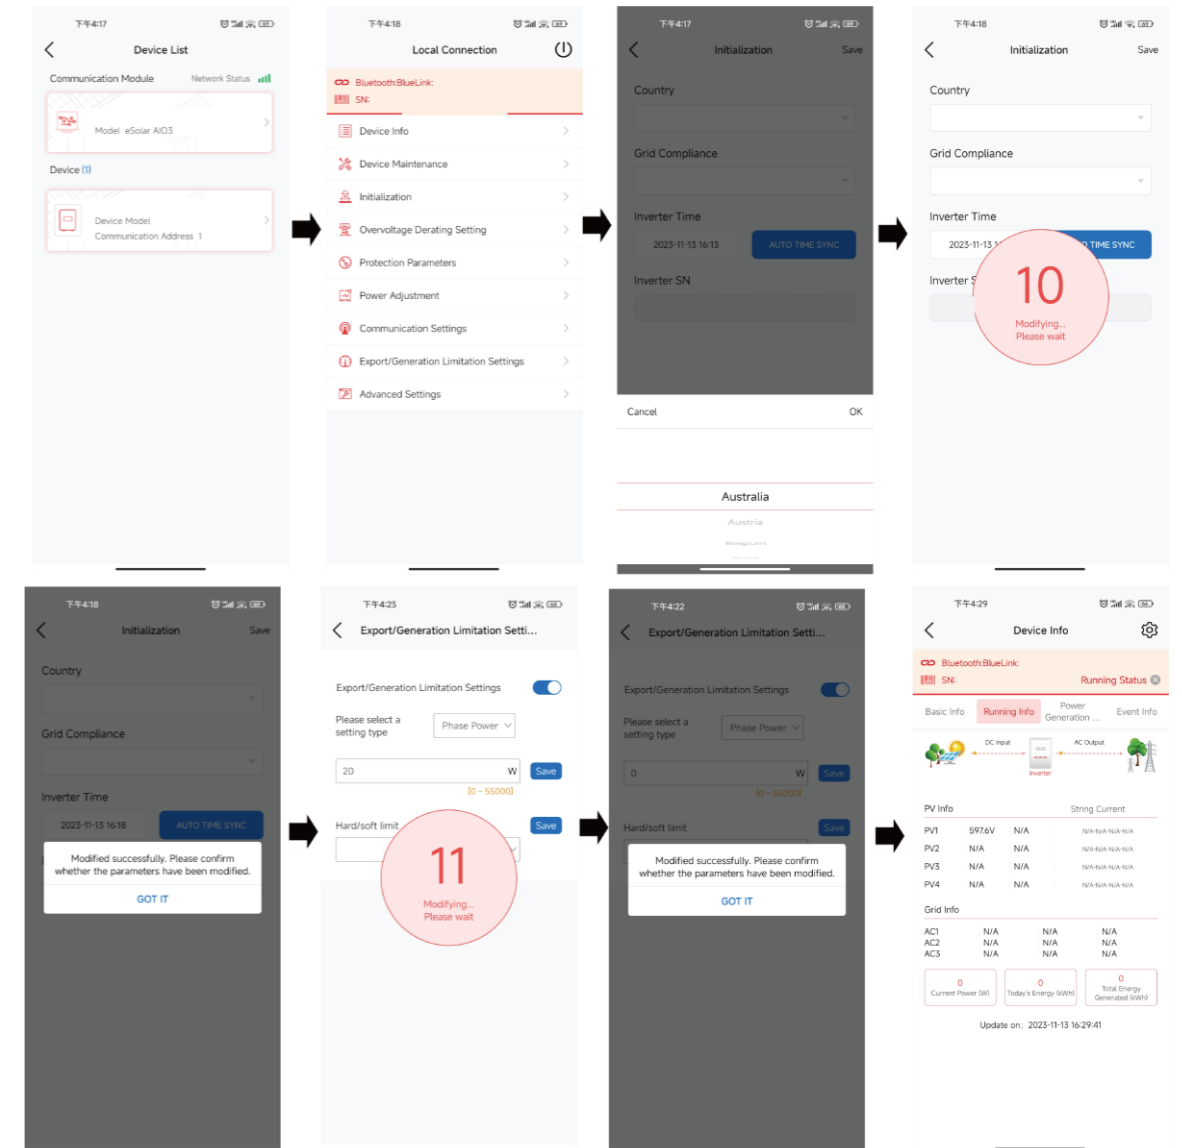 下午4:17
Device List
Communication Module
Network Status
Model eSolar AIO3
Device (1)
Device Model
Communication Address 1
下午4:18
Local Connection
Bluetooth:BlueLink:
SN:
Device Info
Device Maintenance
Initialization
Overvoltage Derating Setting
Protection Parameters
Power Adjustment
Communication Settings
Export/Generation Limitation Settings
Advanced Settings
下午4:17
Initialization
Save
Country
Grid Compliance
Inverter Time
2023-11-13 16:13
AUTO TIME SYNC
Inverter SN
Cancel
OK
Australia
Austria
Belgium
下午4:18
Initialization
Save
Country
Grid Compliance
Inverter Time
2023-11-13 1
TIME SYNC
Inverter S
10
Modifying...
Please wait
下午4:18
Initialization
Save
Country
Grid Compliance
Inverter Time
2023-11-13 16:18
AUTO TIME SYNC
Modified successfully. Please confirm
whether the parameters have been modified.
GOT IT
下午4:23
Export/Generation Limitation Setti...
Export/Generation Limitation Settings
Please select a
setting type
Phase Power
20
W
Save
[0 ~ 55000]
Hard/soft limit
Save
11
Modifying...
Please wait
下午4:22
Export/Generation Limitation Setti...
Export/Generation Limitation Settings
Please select a
setting type
Phase Power
0
W
Save
[0 ~ 55000]
Hard/soft limit
Save
Modified successfully. Please confirm
whether the parameters have been modified.
GOT IT
下午4:29
Device Info
Bluetooth:BlueLink:
SN:
Running Status
Basic Info
Running Info
Power
Generation ...
Event Info
DC Input
AC Output
Inverter
PV Info
String Current
PV1 597.6V N/A N/A-N/A-N/A-N/A
PV2 N/A N/A N/A-N/A-N/A-N/A
PV3 N/A N/A N/A-N/A-N/A-N/A
PV4 N/A N/A N/A-N/A-N/A-N/A
Grid Info
AC1 N/A N/A N/A
AC2 N/A N/A N/A
AC3 N/A N/A N/A
0
Current Power (W)
0
Today's Energy (kWh)
0
Total Energy
Generated (kWh)
Update on: 2023-11-13 16:29:41